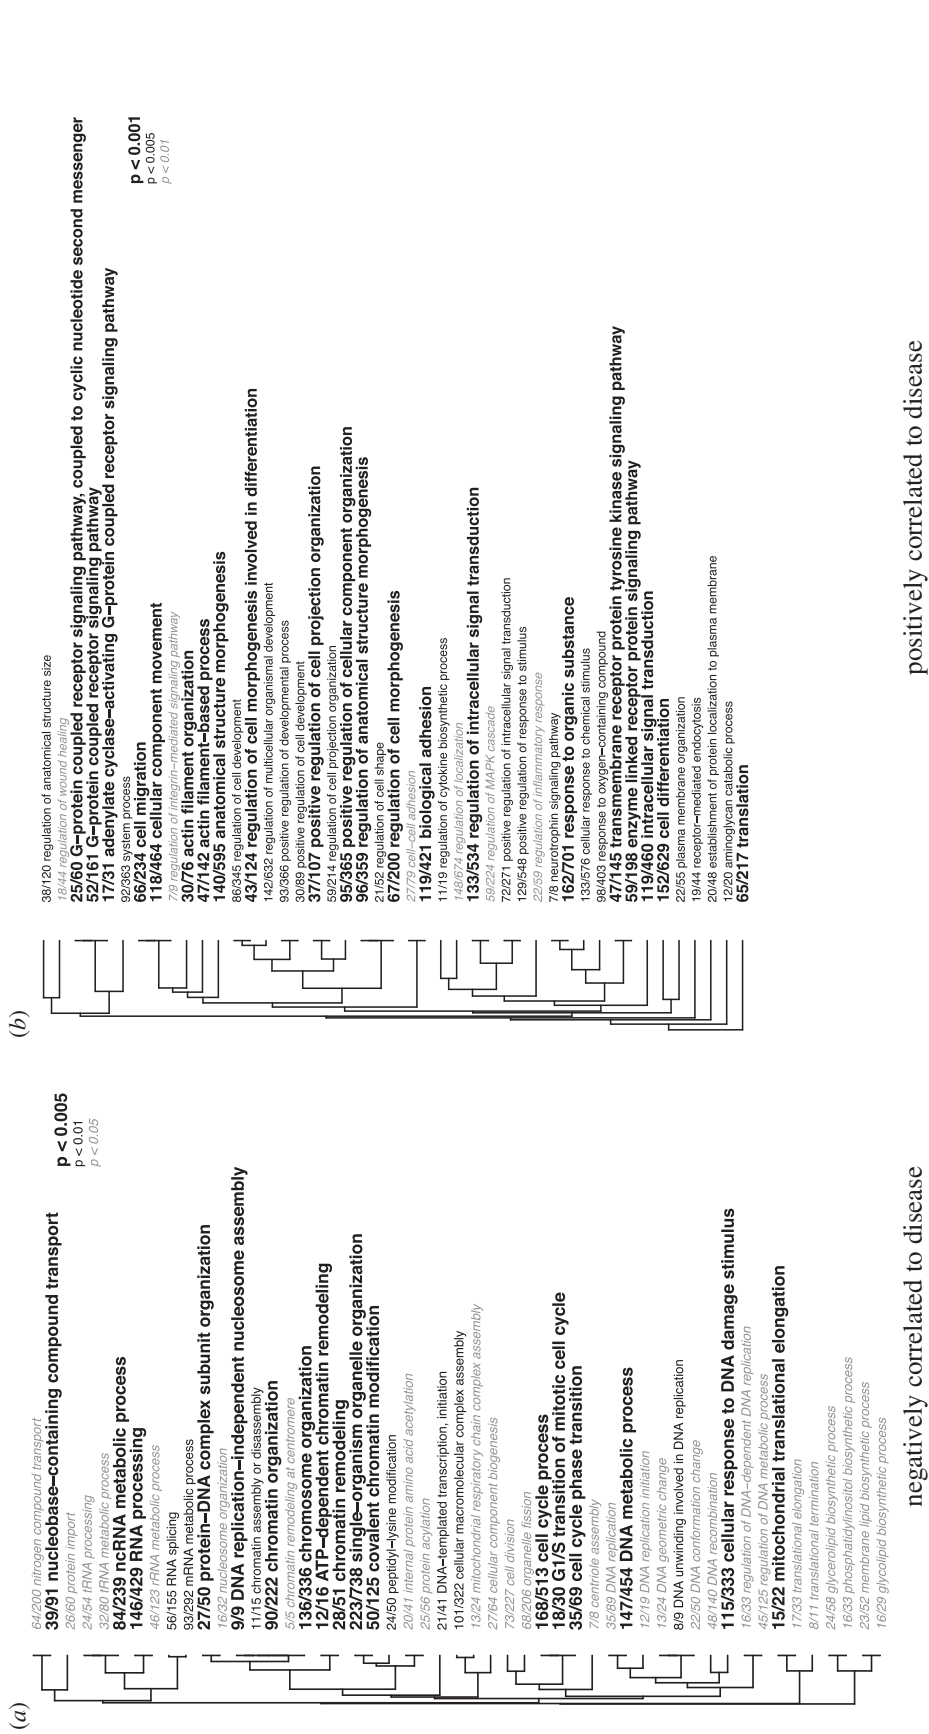 (a)
64/200 nitrogen compound transport
39/91 nucleobase−containing compound transport
26/60 protein import
24/54 tRNA processing
32/80 tRNA metabolic process
84/239 ncRNA metabolic process
146/429 RNA processing
46/123 rRNA metabolic process
56/155 RNA splicing
93/292 mRNA metabolic process
27/50 protein−DNA complex subunit organization
16/32 nucleosome organization
9/9 DNA replication−independent nucleosome assembly
11/15 chromatin assembly or disassembly
90/222 chromatin organization
5/5 chromatin remodeling at centromere
136/336 chromosome organization
12/16 ATP−dependent chromatin remodeling
28/51 chromatin remodeling
223/738 single−organism organelle organization
50/125 covalent chromatin modification
24/50 peptidyl−lysine modification
20/41 internal protein amino acid acetylation
25/56 protein acylation
21/41 DNA−templated transcription, initiation
101/322 cellular macromolecular complex assembly
13/24 mitochondrial respiratory chain complex assembly
27/64 cellular component biogenesis
73/227 cell division
68/206 organelle fission
168/513 cell cycle process
18/30 G1/S transition of mitotic cell cycle
35/69 cell cycle phase transition
7/8 centriole assembly
35/89 DNA replication
147/454 DNA metabolic process
12/19 DNA replication initiation
13/24 DNA geometric change
8/9 DNA unwinding involved in DNA replication
22/50 DNA conformation change
48/140 DNA recombination
115/333 cellular response to DNA damage stimulus
16/33 regulation of DNA−dependent DNA replication
45/125 regulation of DNA metabolic process
15/22 mitochondrial translational elongation
17/33 translational elongation
8/11 translational termination
24/58 glycerolipid biosynthetic process
16/33 phosphatidylinositol biosynthetic process
23/52 membrane lipid biosynthetic process
16/29 glycolipid biosynthetic process
p < 0.005
p < 0.01
p < 0.05
negatively correlated to disease
(b)
38/120 regulation of anatomical structure size
18/44 regulation of wound healing
25/60 G−protein coupled receptor signaling pathway, coupled to cyclic nucleotide second messenger
52/161 G−protein coupled receptor signaling pathway
17/31 adenylate cyclase−activating G−protein coupled receptor signaling pathway
92/363 system process
66/234 cell migration
118/464 cellular component movement
7/9 regulation of integrin−mediated signaling pathway
30/76 actin filament organization
47/142 actin filament−based process
140/595 anatomical structure morphogenesis
86/345 regulation of cell development
43/124 regulation of cell morphogenesis involved in differentiation
142/632 regulation of multicellular organismal development
93/366 positive regulation of developmental process
30/89 positive regulation of cell development
37/107 positive regulation of cell projection organization
59/214 regulation of cell projection organization
95/365 positive regulation of cellular component organization
96/359 regulation of anatomical structure morphogenesis
21/52 regulation of cell shape
67/200 regulation of cell morphogenesis
27/79 cell−cell adhesion
119/421 biological adhesion
11/19 regulation of cytokine biosynthetic process
148/674 regulation of localization
133/534 regulation of intracellular signal transduction
59/224 regulation of MAPK cascade
72/271 positive regulation of intracellular signal transduction
129/548 positive regulation of response to stimulus
22/59 regulation of inflammatory response
7/8 neurotrophin signaling pathway
162/701 response to organic substance
133/576 cellular response to chemical stimulus
98/403 response to oxygen−containing compound
47/145 transmembrane receptor protein tyrosine kinase signaling pathway
59/198 enzyme linked receptor protein signaling pathway
119/460 intracellular signal transduction
152/629 cell differentiation
22/55 plasma membrane organization
19/44 receptor−mediated endocytosis
20/48 establishment of protein localization to plasma membrane
12/20 aminoglycan catabolic process
65/217 translation
p < 0.001
p < 0.005
p < 0.01
positively correlated to disease